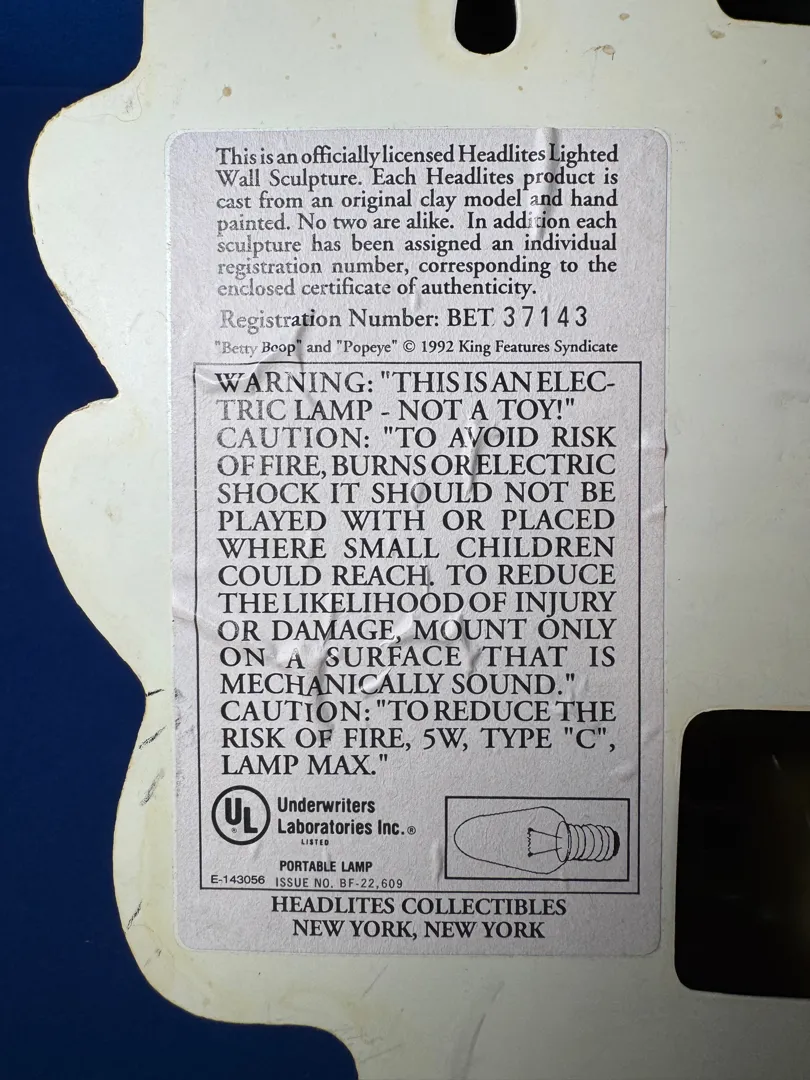 This is an officially licensed Headlites Lighted
Wall Sculpture. Each Headlites product is
cast from an original clay model and hand
painted. No two are alike. In addition each
sculpture has been assigned an individual
registration number, corresponding to the
enclosed certificate of authenticity.
Registration Number: BET 37143
"Betty Boop" and "Popeye" © 1992 King Features Syndicate
WARNING: "THIS IS AN ELEC-
TRIC LAMP - NOT A TOY!"
CAUTION: "TO AVOID RISK
OF FIRE, BURNS OR ELECTRIC
SHOCK IT SHOULD NOT BE
PLAYED WITH OR PLACED
WHERE SMALL CHILDREN
COULD REACH. TO REDUCE
THE LIKELIHOOD OF INJURY
OR DAMAGE, MOUNT ONLY
ON A SURFACE THAT IS
MECHANICALLY SOUND."
CAUTION: "TO REDUCE THE
RISK OF FIRE, 5W, TYPE "C",
LAMP MAX."
UL ®
Underwriters
Laboratories Inc.®
LISTED
PORTABLE LAMP
E-143056 ISSUE NO. BF-22,609
HEADLITES COLLECTIBLES
NEW YORK, NEW YORK